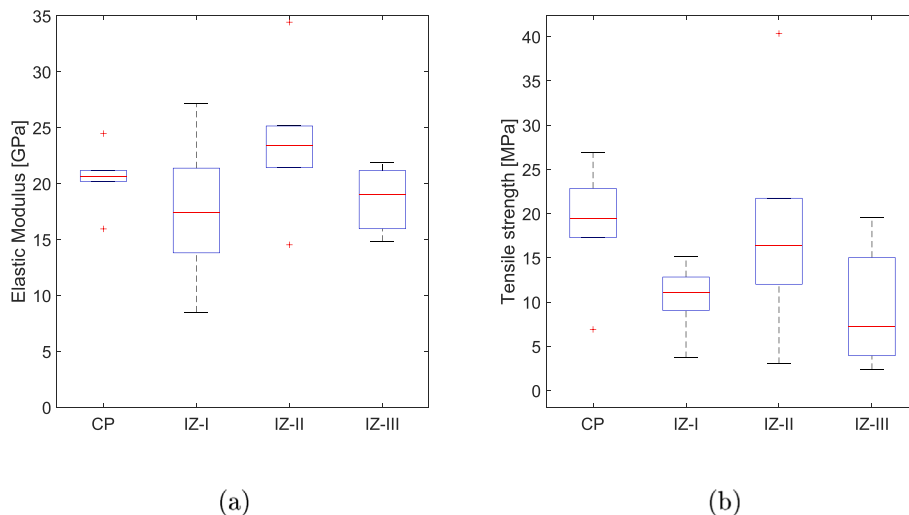 Elastic Modulus [GPa]
35
30
25
20
15
10
5
0
CP IZ-I IZ-II IZ-III
(a)
Tensile strength [MPa]
40
35
30
25
20
15
10
5
0
CP IZ-I IZ-II IZ-III
(b)